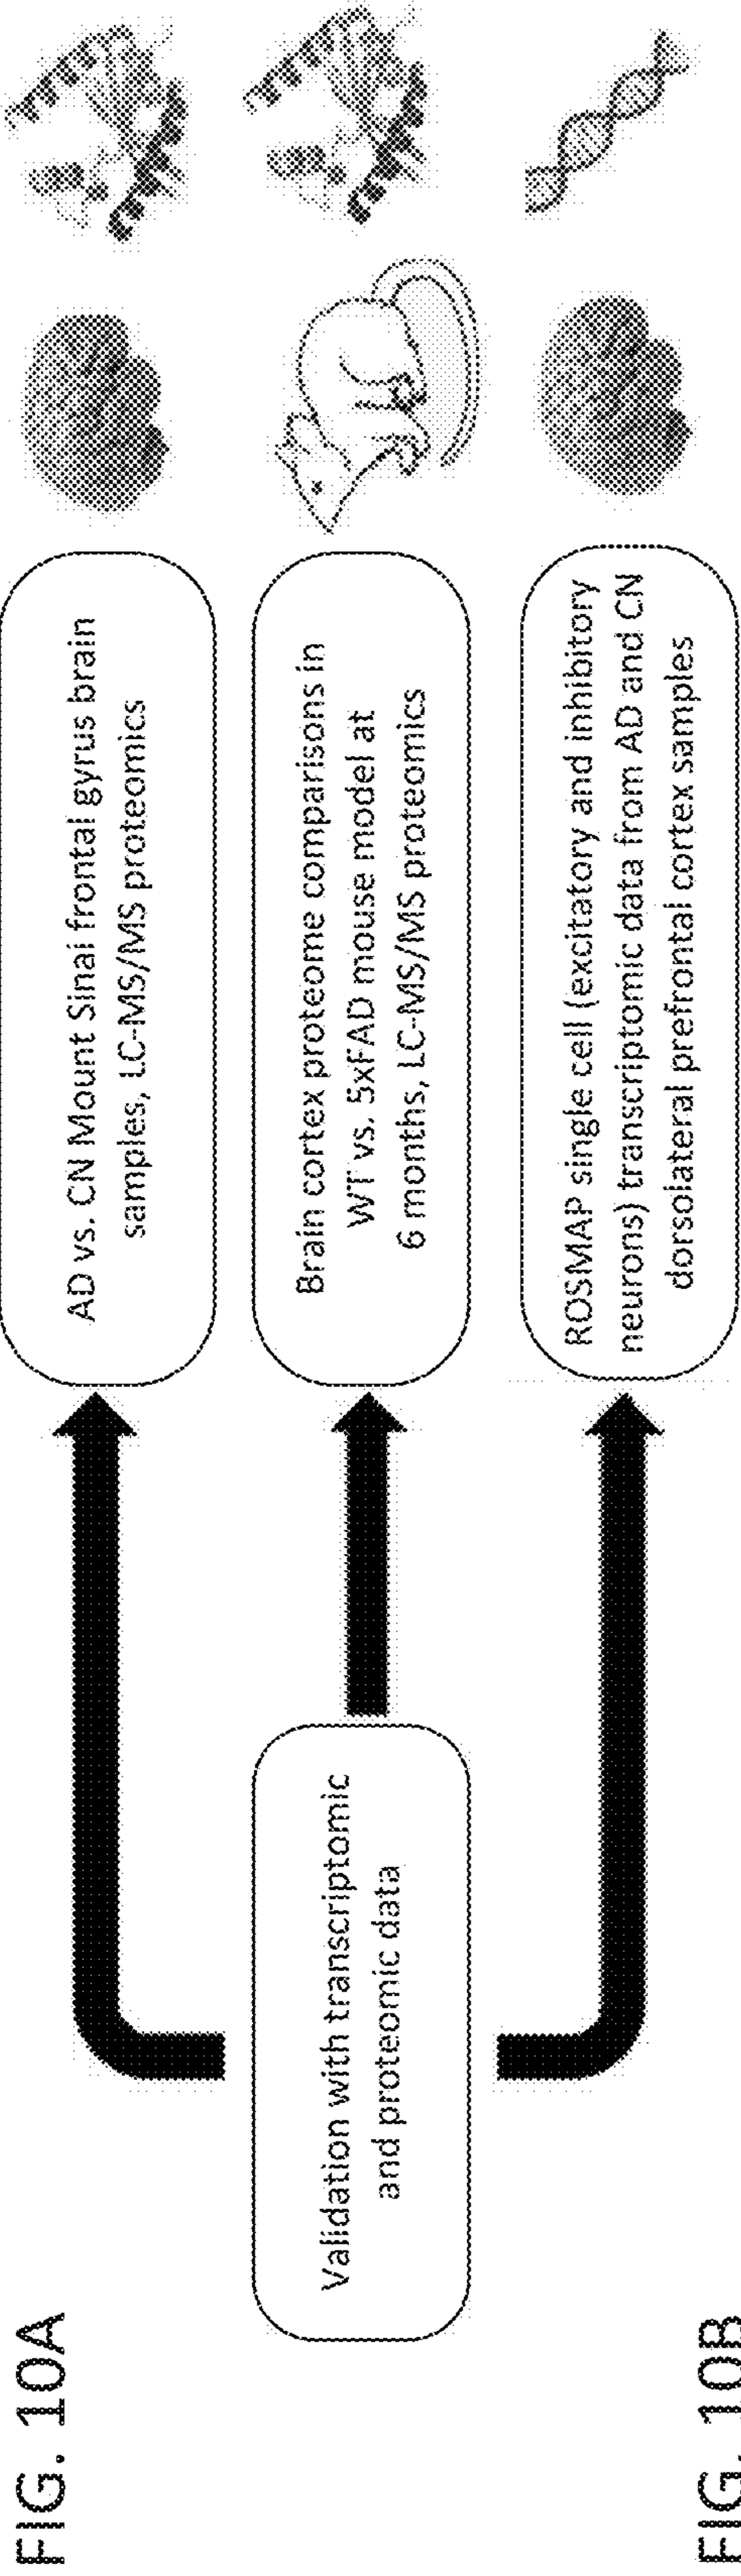 FIG. 10A
Validation with transcriptomic
and proteomic data
AD vs. CN Mount Sinai frontal gyrus brain
samples, LC-MS/MS proteomics
Brain cortex proteome comparisons in
WT vs. 5xFAD mouse model at
6 months, LC-MS/MS proteomics
ROSMAP single cell (excitatory and inhibitory
neurons) transcriptomic data from AD and CN
dorsolateral prefrontal cortex samples
FIG. 10B